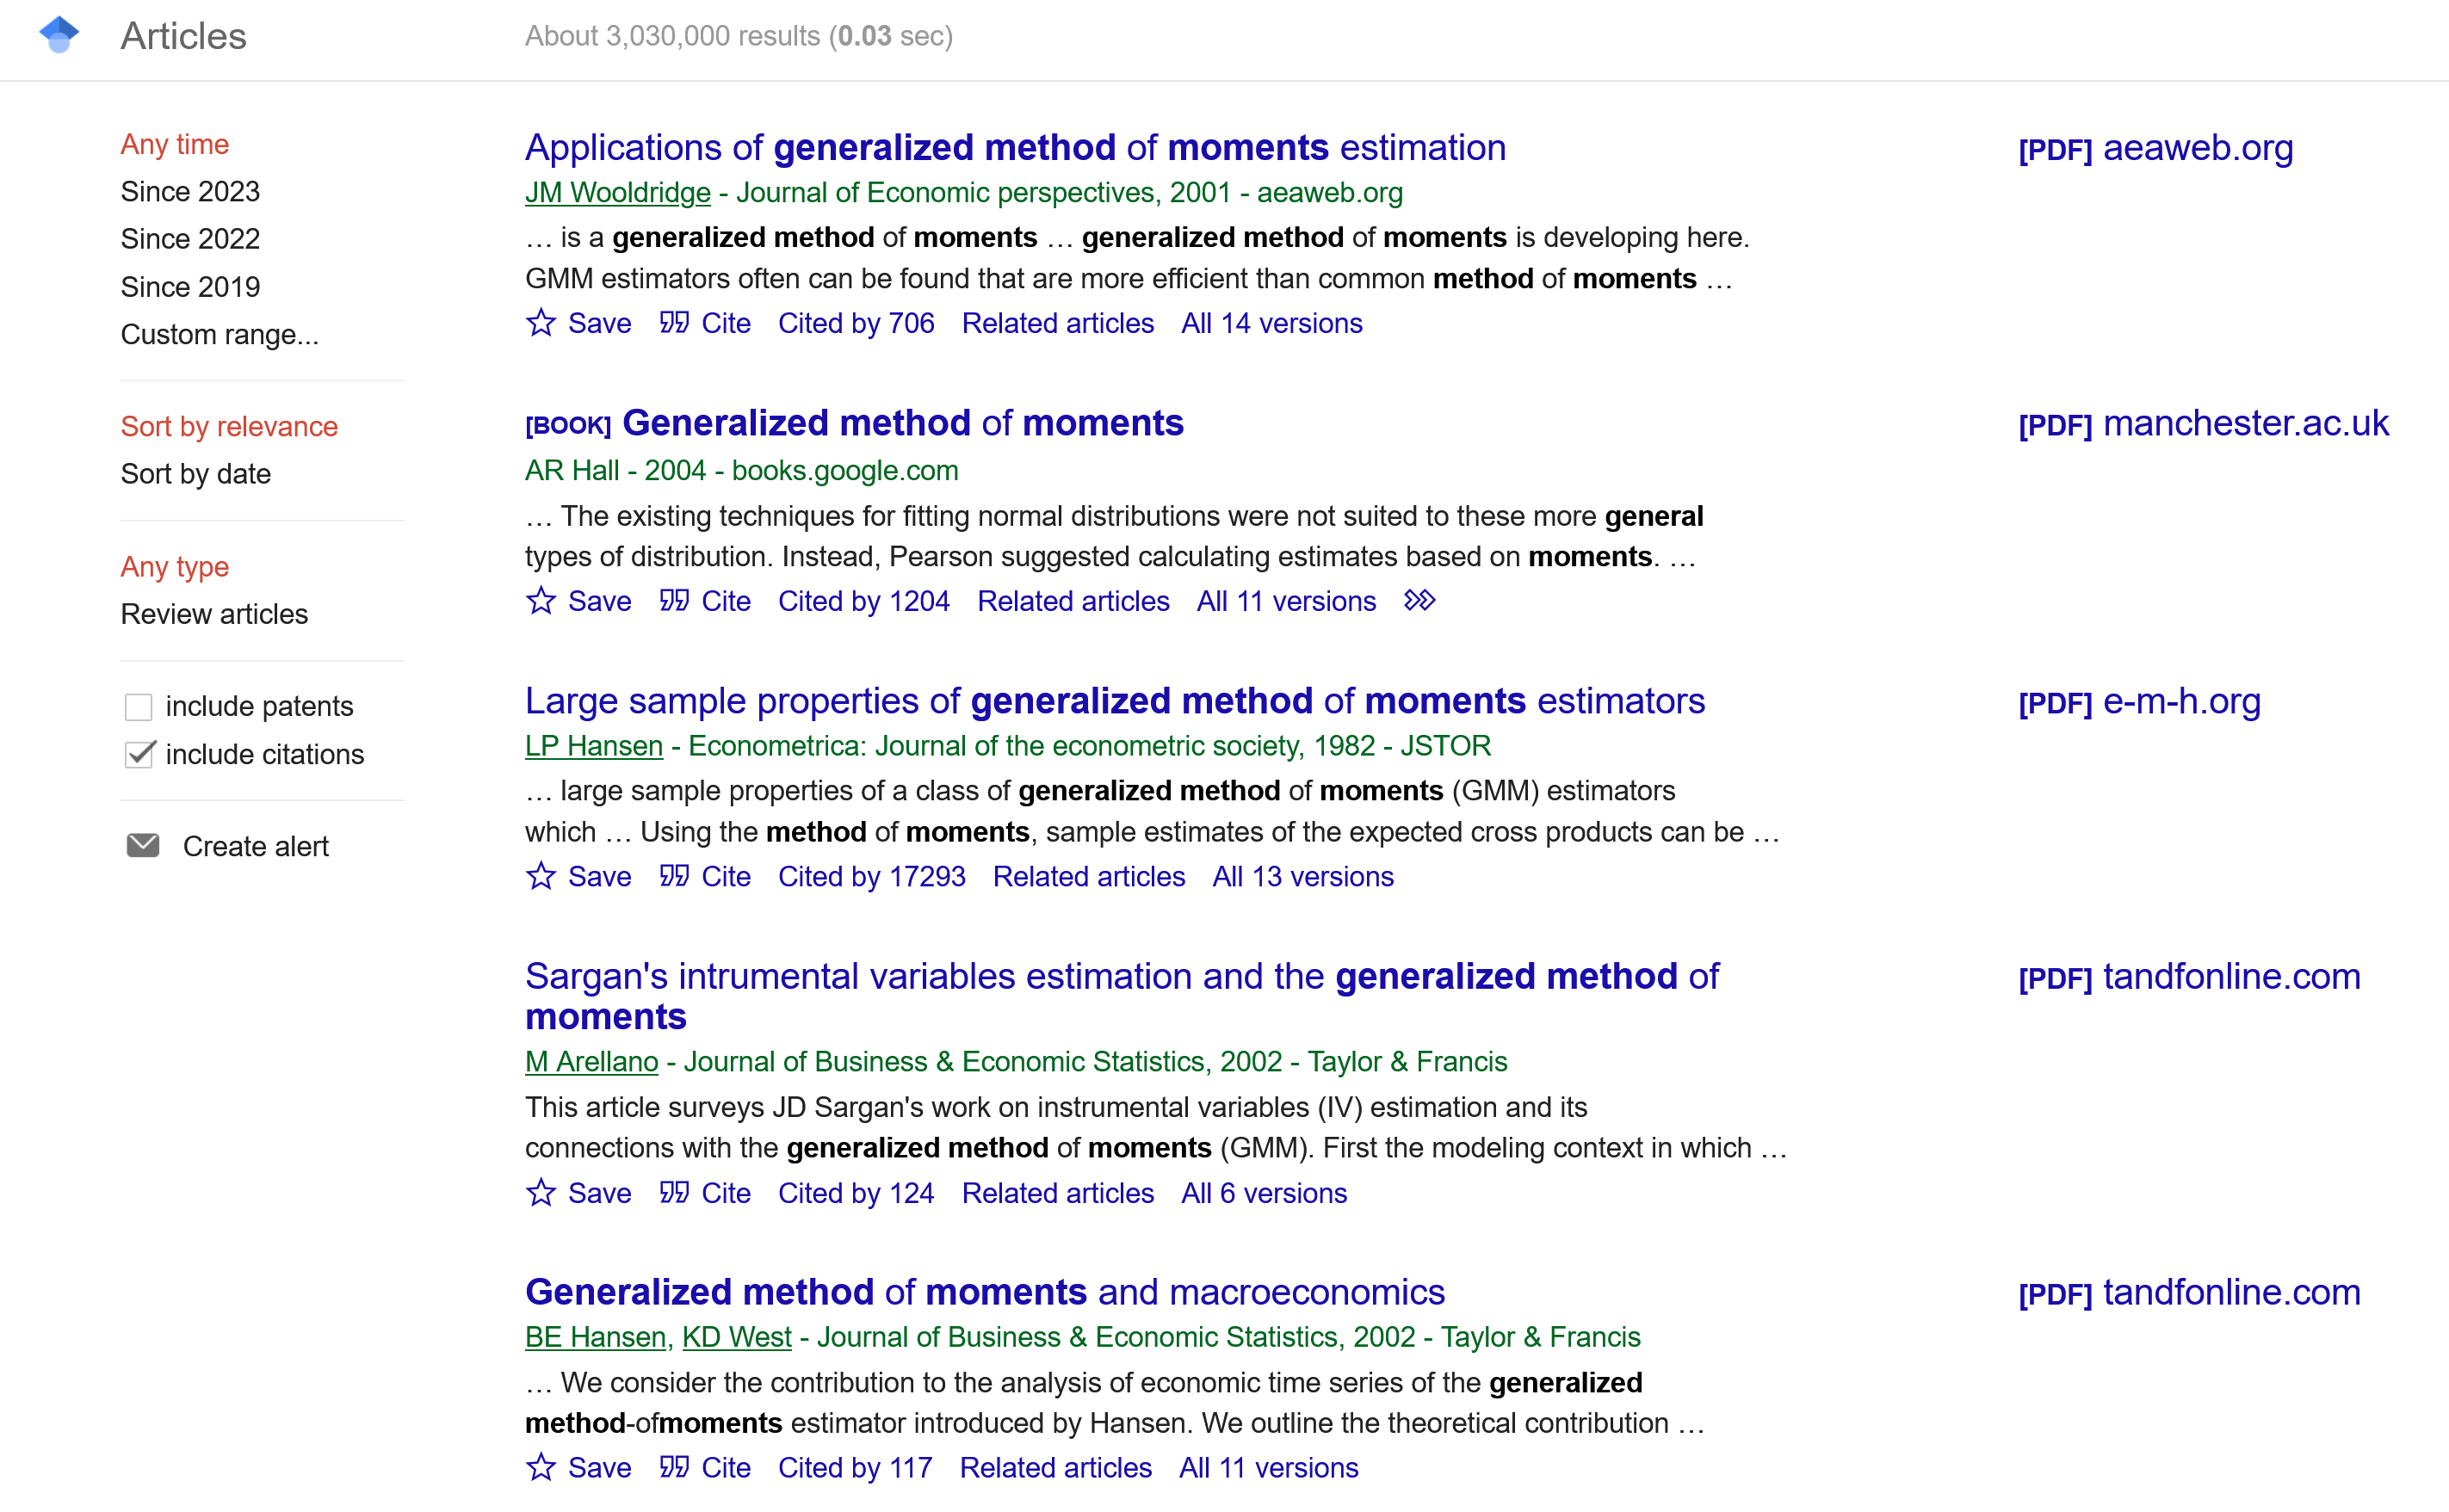 Articles
About 3,030,000 results (0.03 sec)
Any time
Since 2023
Since 2022
Since 2019
Custom range...
Sort by relevance
Sort by date
Any type
Review articles
include patents
include citations
Create alert
Applications of generalized method of moments estimation
[PDF] aeaweb.org
JM Wooldridge - Journal of Economic perspectives, 2001 - aeaweb.org
… is a generalized method of moments … generalized method of moments is developing here.
GMM estimators often can be found that are more efficient than common method of moments …
Save Cite Cited by 706 Related articles All 14 versions
[BOOK] Generalized method of moments
[PDF] manchester.ac.uk
AR Hall - 2004 - books.google.com
… The existing techniques for fitting normal distributions were not suited to these more general
types of distribution. Instead, Pearson suggested calculating estimates based on moments. …
Save Cite Cited by 1204 Related articles All 11 versions
Large sample properties of generalized method of moments estimators
[PDF] e-m-h.org
LP Hansen - Econometrica: Journal of the econometric society, 1982 - JSTOR
… large sample properties of a class of generalized method of moments (GMM) estimators
which … Using the method of moments, sample estimates of the expected cross products can be …
Save Cite Cited by 17293 Related articles All 13 versions
Sargan's intrumental variables estimation and the generalized method of
moments
[PDF] tandfonline.com
M Arellano - Journal of Business & Economic Statistics, 2002 - Taylor & Francis
This article surveys JD Sargan's work on instrumental variables (IV) estimation and its
connections with the generalized method of moments (GMM). First the modeling context in which …
Save Cite Cited by 124 Related articles All 6 versions
Generalized method of moments and macroeconomics
[PDF] tandfonline.com
BE Hansen, KD West - Journal of Business & Economic Statistics, 2002 - Taylor & Francis
… We consider the contribution to the analysis of economic time series of the generalized
method-ofmoments estimator introduced by Hansen. We outline the theoretical contribution …
Save Cite Cited by 117 Related articles All 11 versions